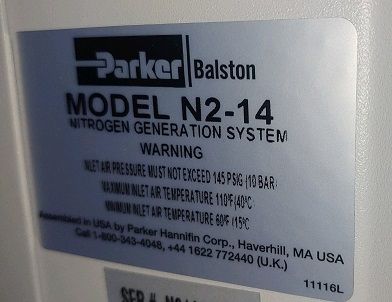 Parker Balston
MODEL N2-14
NITROGEN GENERATION SYSTEM
WARNING
INLET AIR PRESSURE MUST NOT EXCEED 145 PSIG (10 BAR)
MAXIMUM INLET AIR TEMPERATURE 110°F(40°C)
MINIMUM INLET AIR TEMPERATURE 60°F/(15°C
Assembled in USA by Parker Hannifin Corp., Haverhill, MA USA
Call 1-800-343-4048, +44 1622 772440 (U.K.)
11116L
SER #